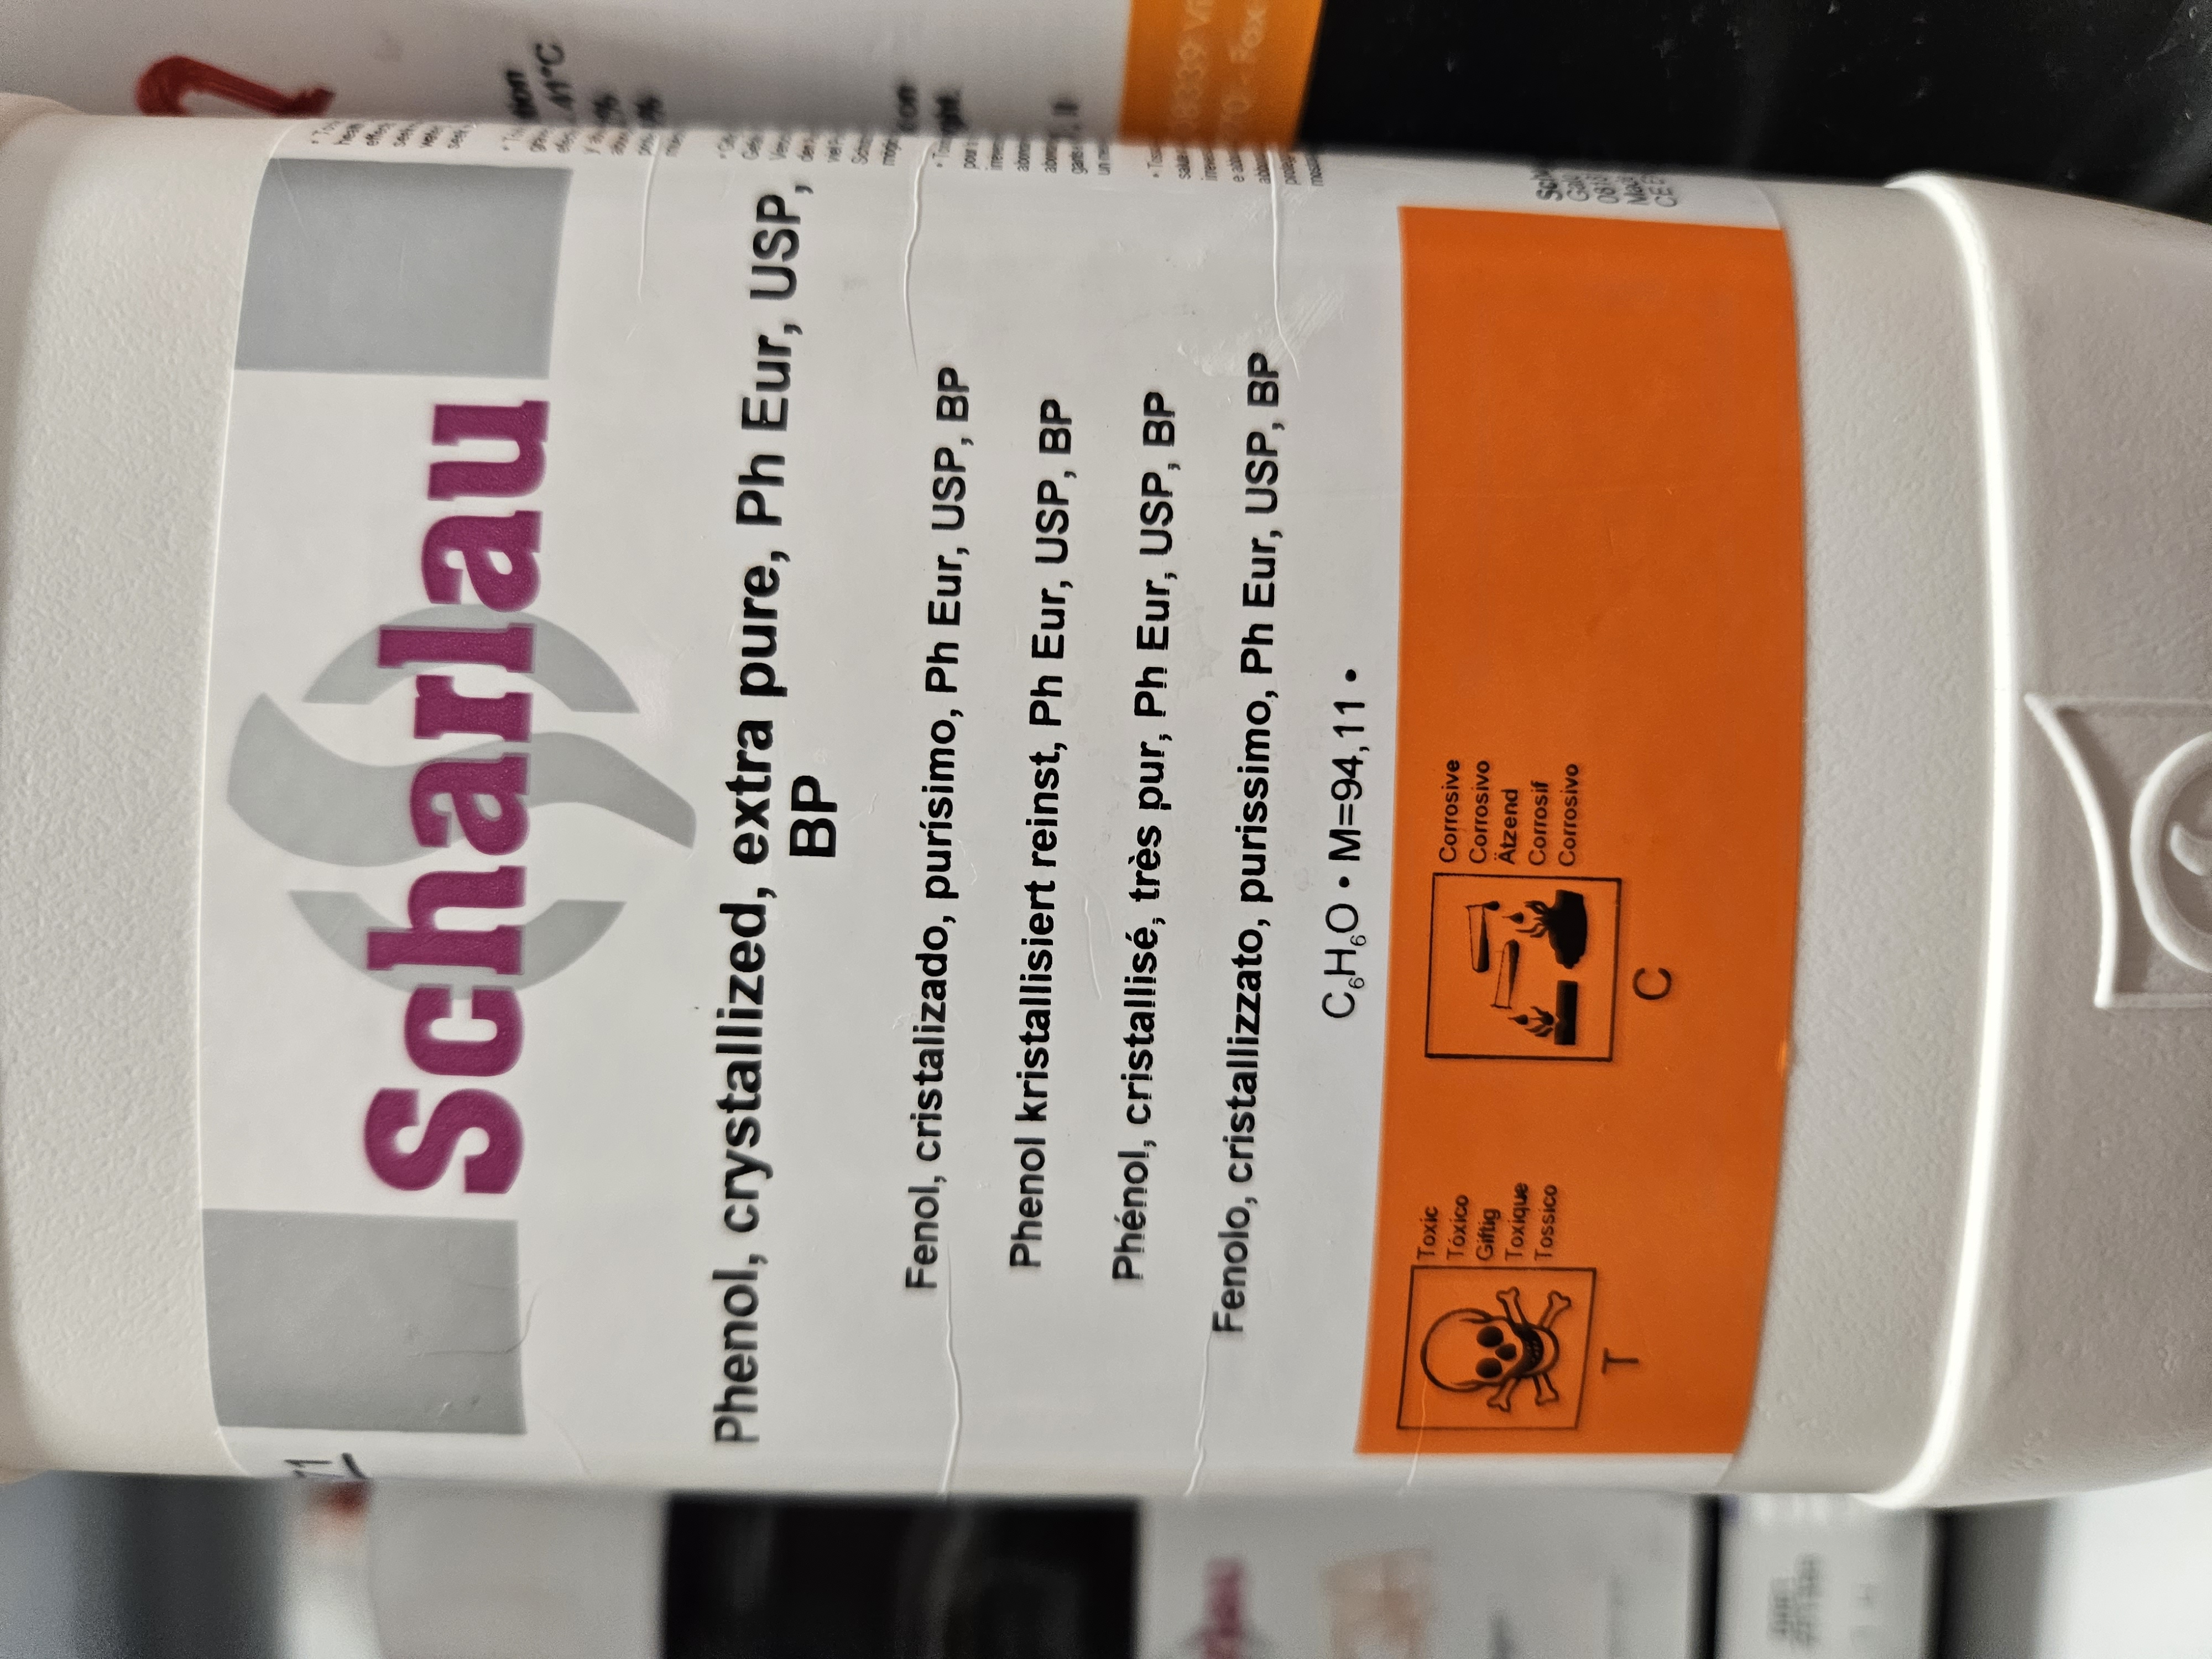 Scharlau
Phenol, crystallized, extra pure, Ph Eur, USP,
BP
Fenol, cristalizado, purísimo, Ph Eur, USP, BP
Phenol kristallisiert reinst, Ph Eur, USP, BP
Phénol, cristallisé, très pur, Ph Eur, USP, BP
Fenolo, cristallizzato, purissimo, Ph Eur, USP, BP
C₆H₆O • M=94,11 •
Toxic
Tóxico
Giftig
Toxique
Tossico
T
Corrosive
Corrosivo
Ätzend
Corrosif
Corrosivo
C
41°C